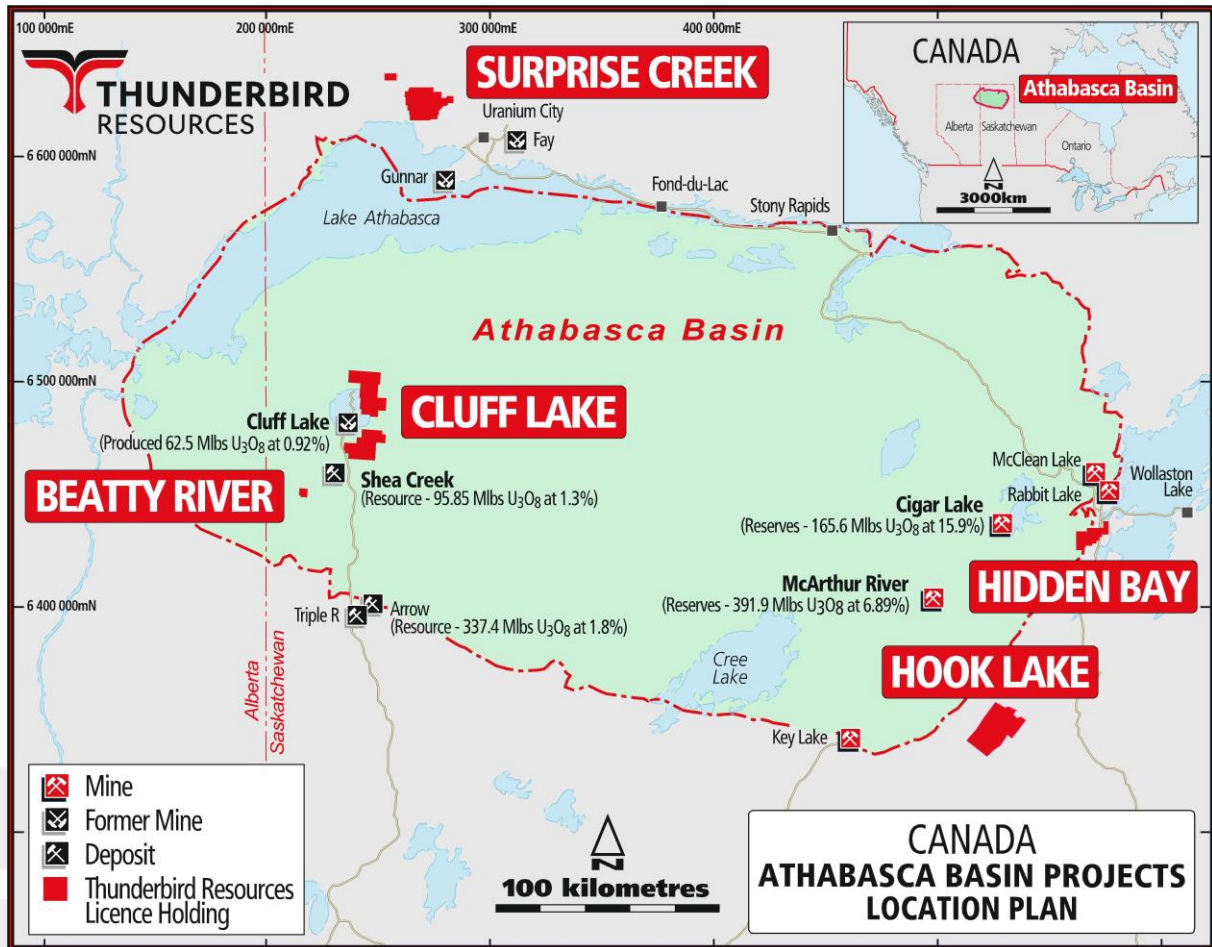 100 000mE
200 000mE
300 000mE
400 000mE
THUNDERBIRD
RESOURCES
SURPRISE CREEK
CANADA
Athabasca Basin
Alberta
Saskatchewan
Ontario
N
3000km
Uranium City
Fay
6 600 000mN
Gunnar
Fond-du-Lac
Lake Athabasca
Stony Rapids
Athabasca Basin
6 500 000mN
CLUFF LAKE
Cluff Lake
(Produced 62.5 Mlbs U₃O₈ at 0.92%)
BEATTY RIVER
Shea Creek
(Resource - 95.85 Mlbs U₃O₈ at 1.3%)
McClean Lake
Rabbit Lake
Wollaston
Lake
Cigar Lake
(Reserves - 165.6 Mlbs U₃O₈ at 15.9%)
HIDDEN BAY
McArthur River
(Reserves - 391.9 Mlbs U₃O₈ at 6.89%)
6 400 000mN
Triple R
Arrow
(Resource - 337.4 Mlbs U₃O₈ at 1.8%)
Cree
Lake
HOOK LAKE
Key Lake
Alberta
Saskatchewan
Mine
Former Mine
Deposit
Thunderbird Resources
Licence Holding
N
100 kilometres
CANADA
ATHABASCA BASIN PROJECTS
LOCATION PLAN